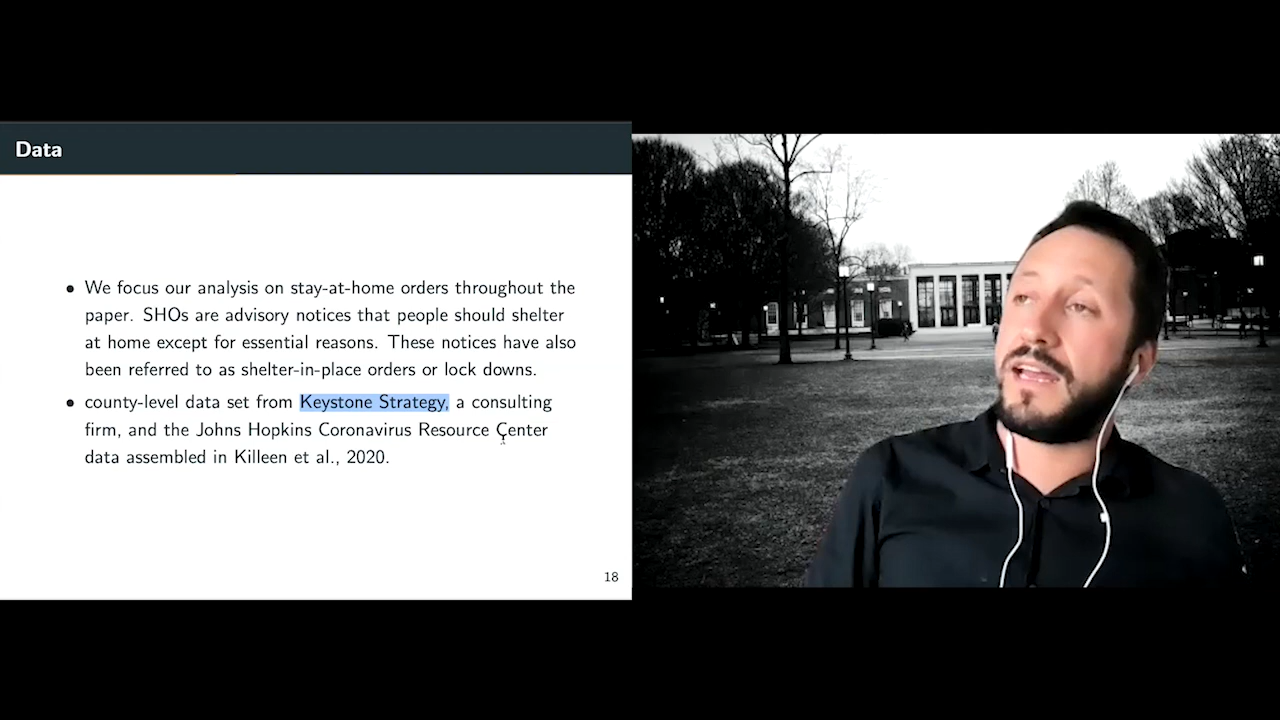 Data
• We focus our analysis on stay-at-home orders throughout the
paper. SHOs are advisory notices that people should shelter
at home except for essential reasons. These notices have also
been referred to as shelter-in-place orders or lock downs.
• county-level data set from Keystone Strategy, a consulting
firm, and the Johns Hopkins Coronavirus Resource Center
data assembled in Killeen et al., 2020.
18